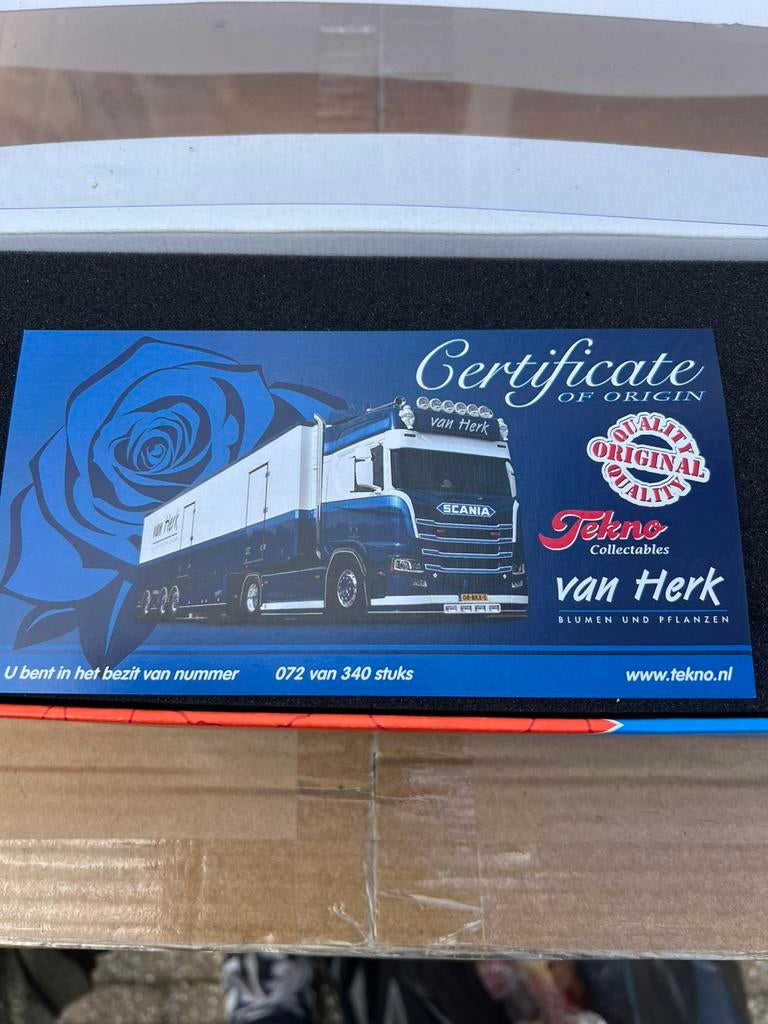 Certificate
OF ORIGIN
van Herk
QUALITY
ORIGINAL
QUALITY
SCANIA
van Herk
Tekno
Collectables
van Herk
BLUMEN UND PFLANZEN
U bent in het bezit van nummer 072 van 340 stuks www.tekno.nl